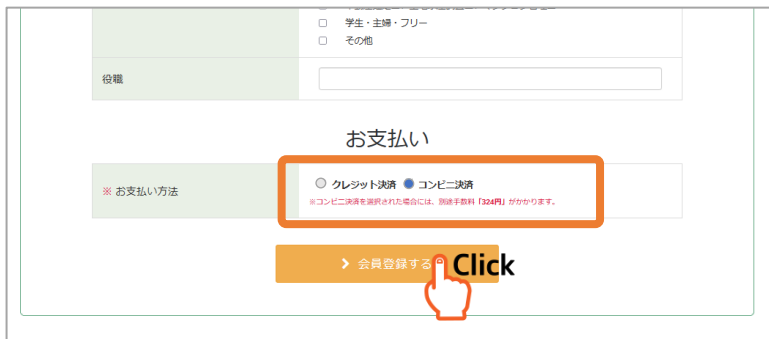 学生・主婦・フリー
その他
役職
お支払い
※ お支払い方法
クレジット決済 コンビニ決済
※コンビニ決済を選択された場合には、別途手数料「324円」がかかります。
会員登録する
Click